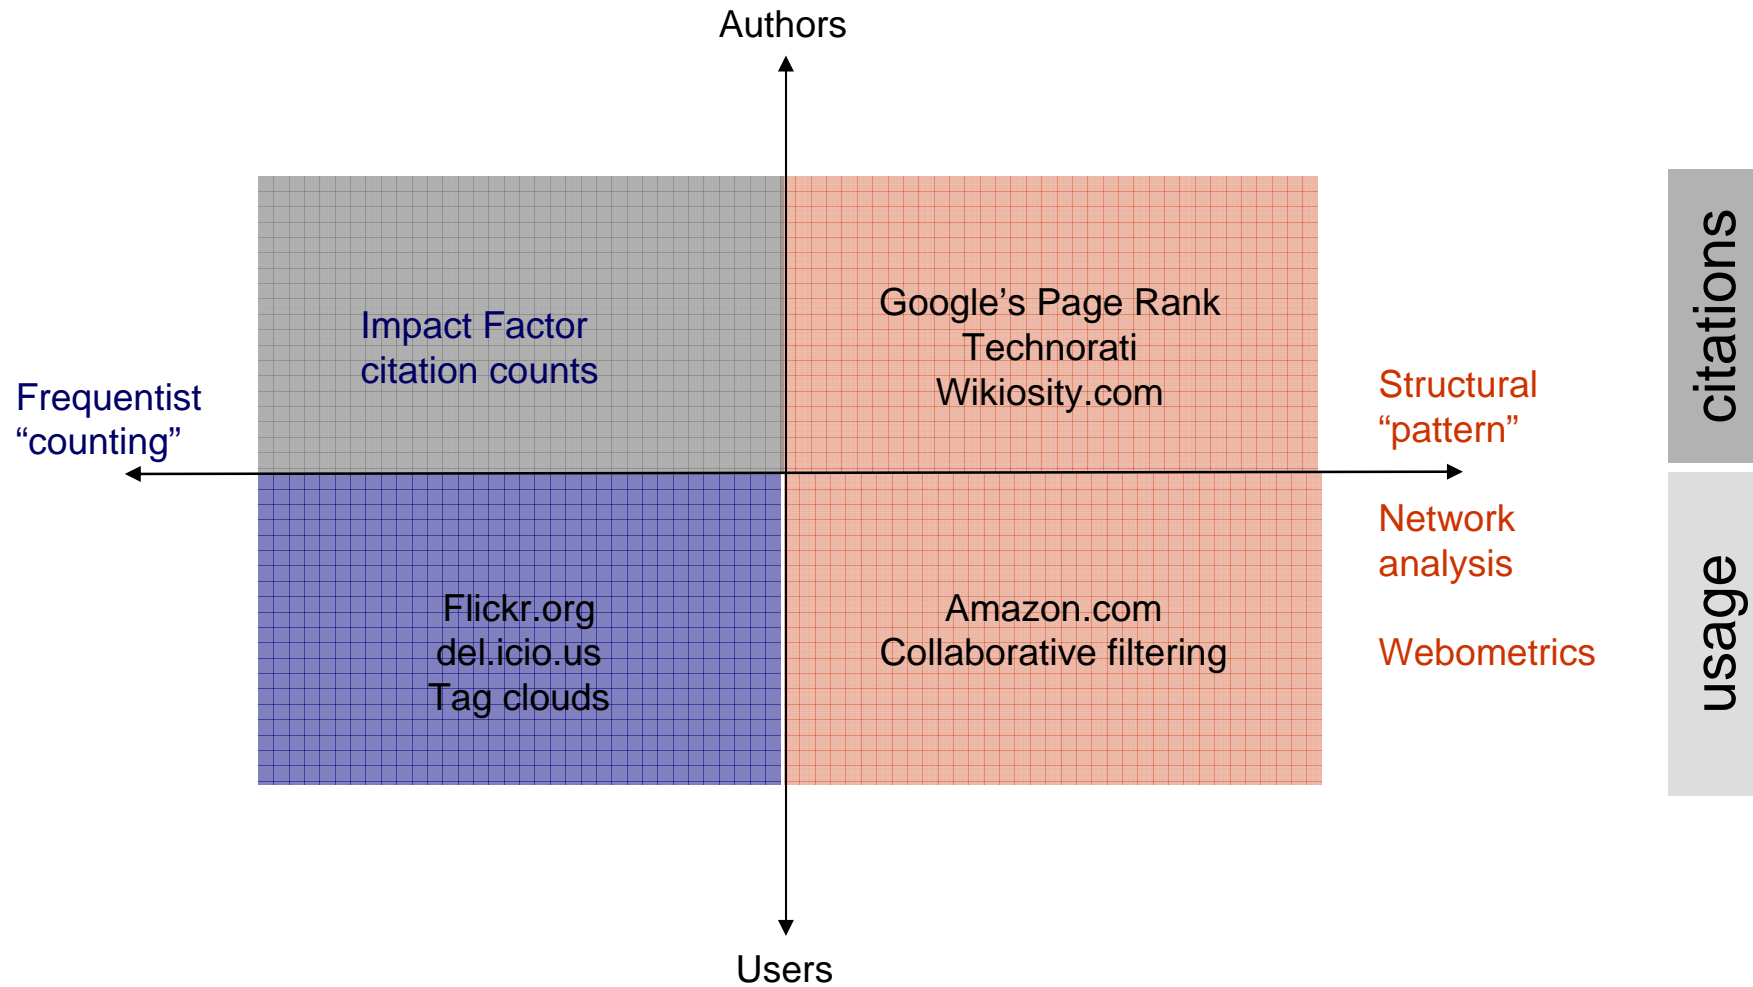 Authors
Impact Factor
citation counts
Google’s Page Rank
Technorati
Wikiosity.com
Frequentist
“counting”
Structural
“pattern”
citations
Flickr.org
del.icio.us
Tag clouds
Amazon.com
Collaborative filtering
Network
analysis
Webometrics
usage
Users